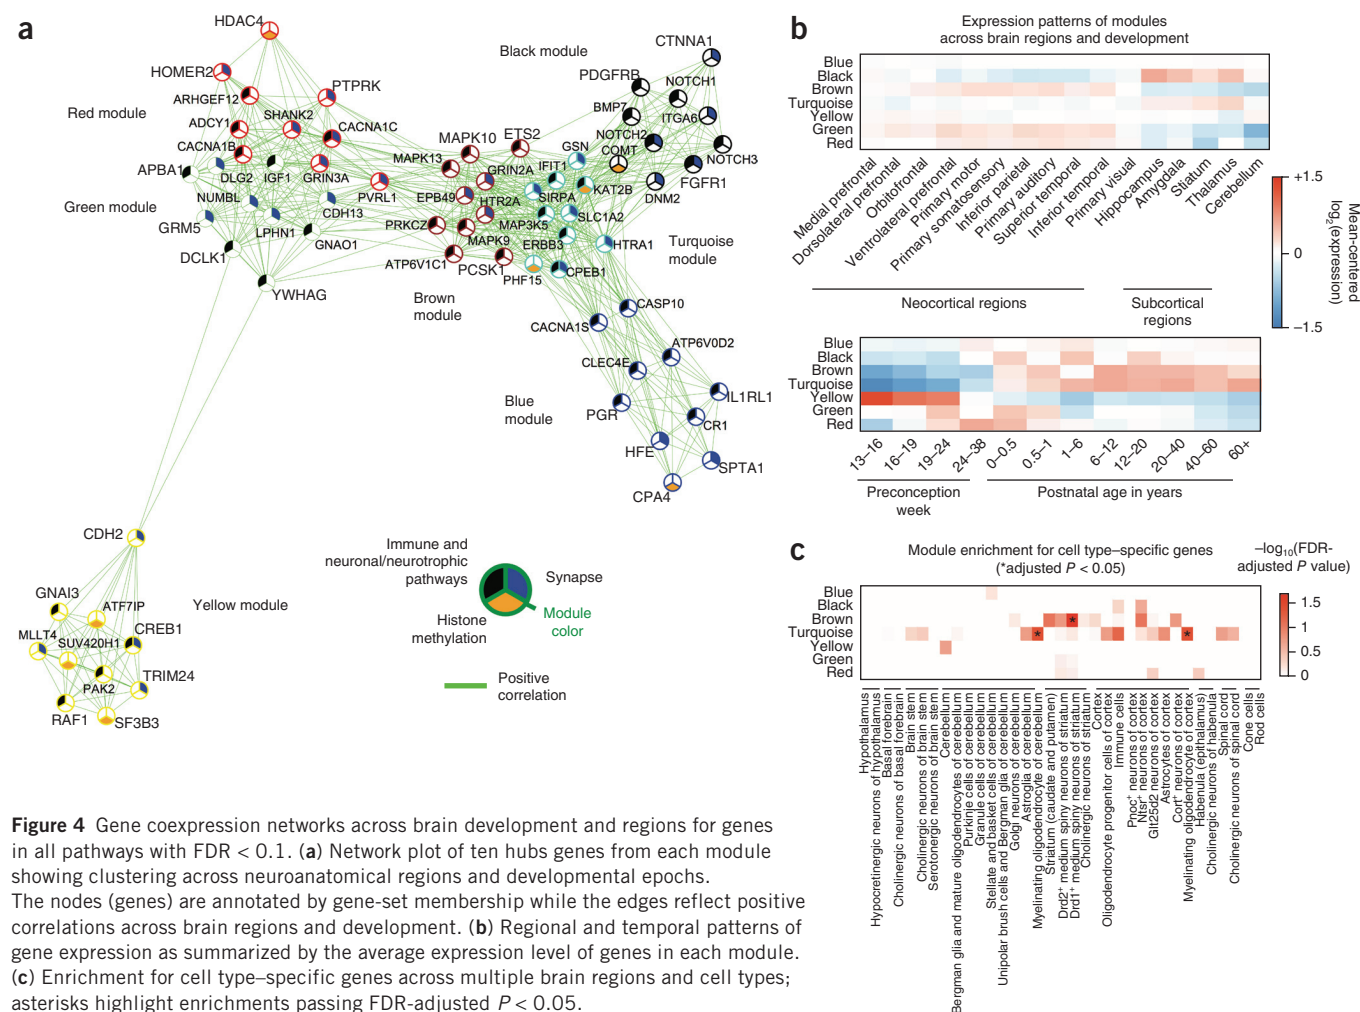 a
HDAC4
HOMER2
PTPRK
ARHGEF12
SHANK2
Red module
ADCY1
CACNA1C
CACNA1B
APBA1
DLG2
IGF1
GRIN3A
NUMBL
PVRL1
Green module
CDH13
GRM5
LPHN1
GNAO1
DCLK1
YWHAG
Black module
CTNNA1
PDGFRB
NOTCH1
BMP7
ITGA6
MAPK10
ETS2
NOTCH2
GSN
COMT
NOTCH3
MAPK13
IFIT1
GRIN2A
KAT2B
FGFR1
EPB49
SIRPA
DNM2
HTR2A
SLC1A2
PRKCZ
MAP3K5
MAPK9
ERBB3
HTRA1
Turquoise
module
ATP6V1C1
PCSK1
PHF15
CPEB1
Brown
module
CASP10
CACNA1S
ATP6V0D2
CLEC4E
Blue
module
PGR
IL1RL1
CR1
HFE
SPTA1
CPA4
CDH2
GNAI3
ATF7IP
Yellow module
MLLT4
SUV420H1
CREB1
PAK2
TRIM24
RAF1
SF3B3
Immune and
neuronal/neurotrophic
pathways
Synapse
Histone
methylation
Module
color
Positive
correlation
b
Expression patterns of modules
across brain regions and development
Blue
Black
Brown
Turquoise
Yellow
Green
Red
Medial prefrontal
Dorsolateral prefrontal
Orbitofrontal
Ventrolateral prefrontal
Primary motor
Primary somatosensory
Inferior parietal
Primary auditory
Superior temporal
Inferior temporal
Primary visual
Hippocampus
Amygdala
Stiatum
Thalamus
Cerebellum
Neocortical regions
Subcortical
regions
+1.5
0
−1.5
Mean-centered
log2(expression)
Blue
Black
Brown
Turquoise
Yellow
Green
Red
13–16
16–19
19–24
24–38
0–0.5
0.5–1
1–6
6–12
12–20
20–40
40–60
60+
Preconception
week
Postnatal age in years
c
Module enrichment for cell type–specific genes
(*adjusted P < 0.05)
–log10(FDR-
adjusted P value)
Blue
Black
Brown
Turquoise
Yellow
Green
Red
*
*
*
1.5
1
0.5
0
Hypothalamus
Hypocretinergic neurons of hypothalamus
Basal forebrain
Cholinergic neurons of basal forebrain
Brain stem
Cholinergic neurons of brain stem
Serotonergic neurons of brain stem
Cerebellum
Bergman glia and mature oligodendrocytes of cerebellum
Purkinje cells of cerebellum
Granule cells of cerebellum
Stellate and basket cells of cerebellum
Unipolar brush cells and Bergman glia of cerebellum
Golgi neurons of cerebellum
Astroglia of cerebellum
Myelinating oligodendrocyte of cerebellum
Striatum (caudate and putamen)
Drd2+ medium spiny neurons of striatum
Drd1+ medium spiny neurons of striatum
Cholinergic neurons of striatum
Cortex
Oligodendrocyte progenitor cells of cortex
Immune cells
Pnoc+ neurons of cortex
Ntsr+ neurons of cortex
Glt25d2 neurons of cortex
Astrocytes of cortex
Cort+ neurons of cortex
Myelinating oligodendrocyte of cortex
Habenula (epithalamus)
Cholinergic neurons of habenula
Spinal cord
Cholinergic neurons of spinal cord
Cone cells
Rod cells
Figure 4 Gene coexpression networks across brain development and regions for genes
in all pathways with FDR < 0.1. (a) Network plot of ten hubs genes from each module
showing clustering across neuroanatomical regions and developmental epochs.
The nodes (genes) are annotated by gene-set membership while the edges reflect positive
correlations across brain regions and development. (b) Regional and temporal patterns of
gene expression as summarized by the average expression level of genes in each module.
(c) Enrichment for cell type–specific genes across multiple brain regions and cell types;
asterisks highlight enrichments passing FDR-adjusted P < 0.05.